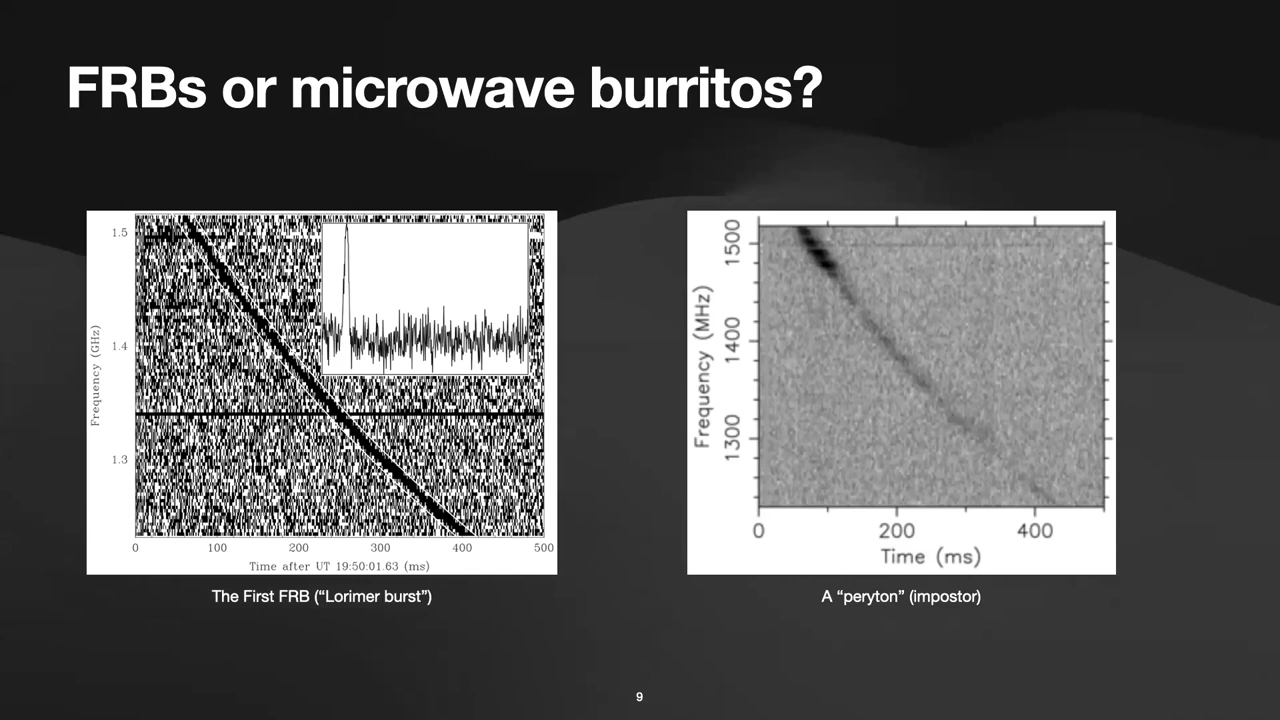 FRBs or microwave burritos?
1.5
1.4
1.3
Frequency (GHz)
0 100 200 300 400 500
Time after UT 19:50:01.63 (ms)
The First FRB (“Lorimer burst”)
1500
1400
1300
Frequency (MHz)
0 200 400
Time (ms)
A “peryton” (impostor)
9